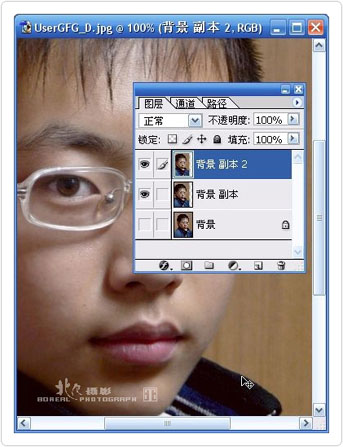 UserGFG_D.jpg @ 100% (背景 副本 2, RGB)
图层 通道 路径
正常 不透明度: 100%
锁定: 填充: 100%
背景 副本 2
背景 副本
背景
摄影
BOREAL PHOTOGRAPH